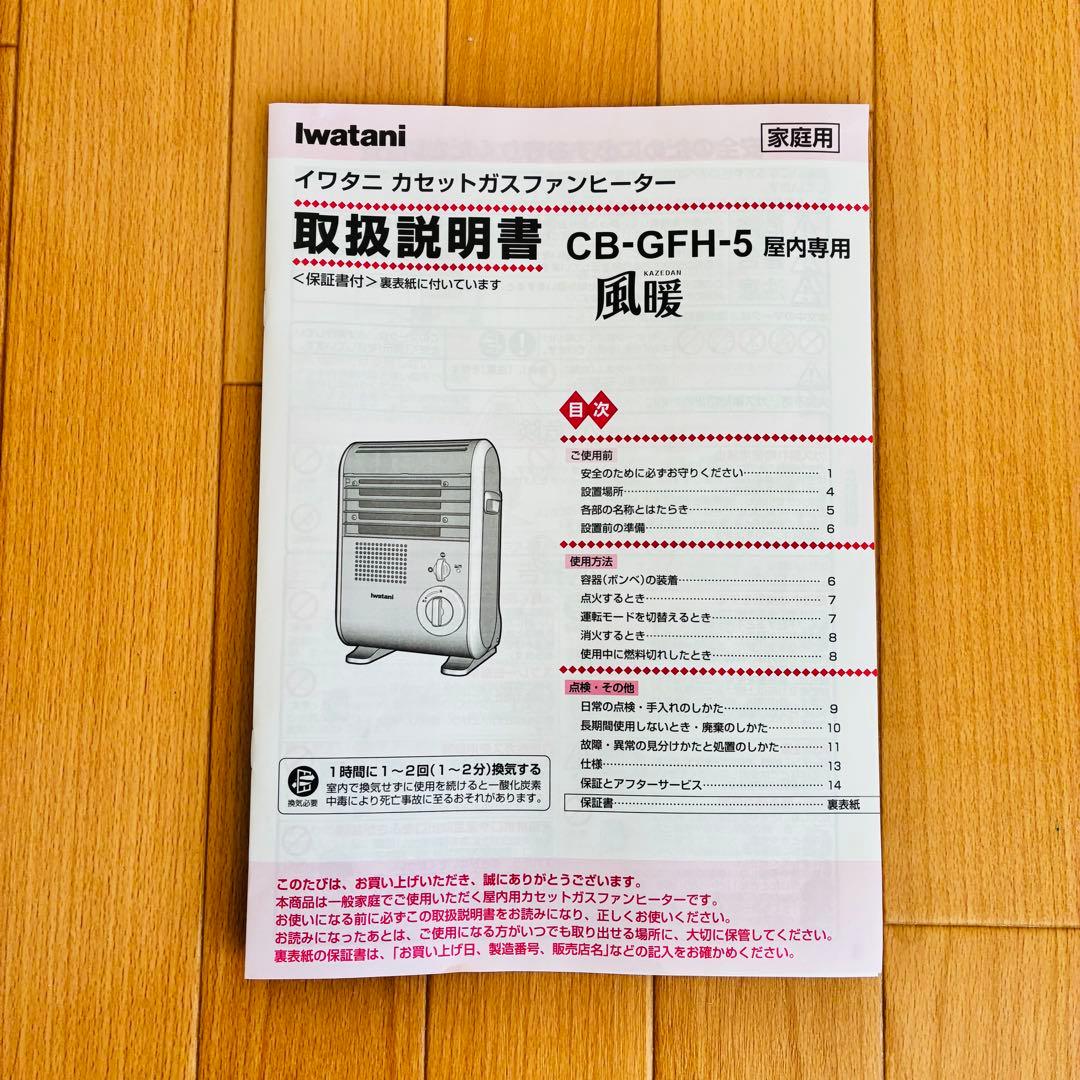 Iwatani
家庭用
イワタニ カセットガスファンヒーター
取扱説明書 CB-GFH-5 屋内専用
＜保証書付＞裏表紙に付いています
KAZEDAN
風暖
目次
ご使用前
安全のために必ずお守りください…………………… 1
設置場所…………………… 4
各部の名称とはたらき…………………… 5
設置前の準備…………………… 6
使用方法
容器（ボンベ）の装着…………………… 6
点火するとき…………………… 7
運転モードを切替えるとき…………………… 7
消火するとき…………………… 8
使用中に燃料切れしたとき…………………… 8
点検・その他
日常の点検・手入れのしかた…………………… 9
長期間使用しないとき・廃棄のしかた…………… 10
故障・異常の見分けかたと処置のしかた………… 11
仕様…………………… 13
保証とアフターサービス…………………… 14
保証書…………………… 裏表紙
Iwatani
換気必要
1時間に1～2回（1～2分）換気する
室内で換気せずに使用を続けると一酸化炭素
中毒により死亡事故に至るおそれがあります。
このたびは、お買い上げいただき、誠にありがとうございます。
本商品は一般家庭でご使用いただく屋内用カセットガスファンヒーターです。
お使いになる前に必ずこの取扱説明書をお読みになり、正しくお使いください。
お読みになったあとは、ご使用になる方がいつでも取り出せる場所に、大切に保管してください。
裏表紙の保証書は、「お買い上げ日、製造番号、販売店名」などの記入をお確かめください。